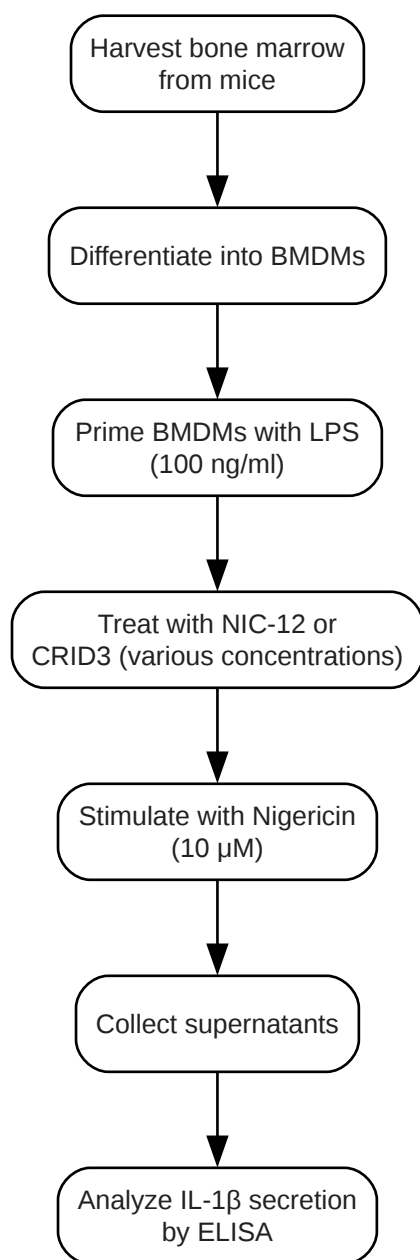 Harvest bone marrow
from mice
Differentiate into BMDMs
Prime BMDMs with LPS
(100 ng/ml)
Treat with NIC-12 or
CRID3 (various concentrations)
Stimulate with Nigericin
(10 μM)
Collect supernatants
Analyze IL-1β secretion
by ELISA